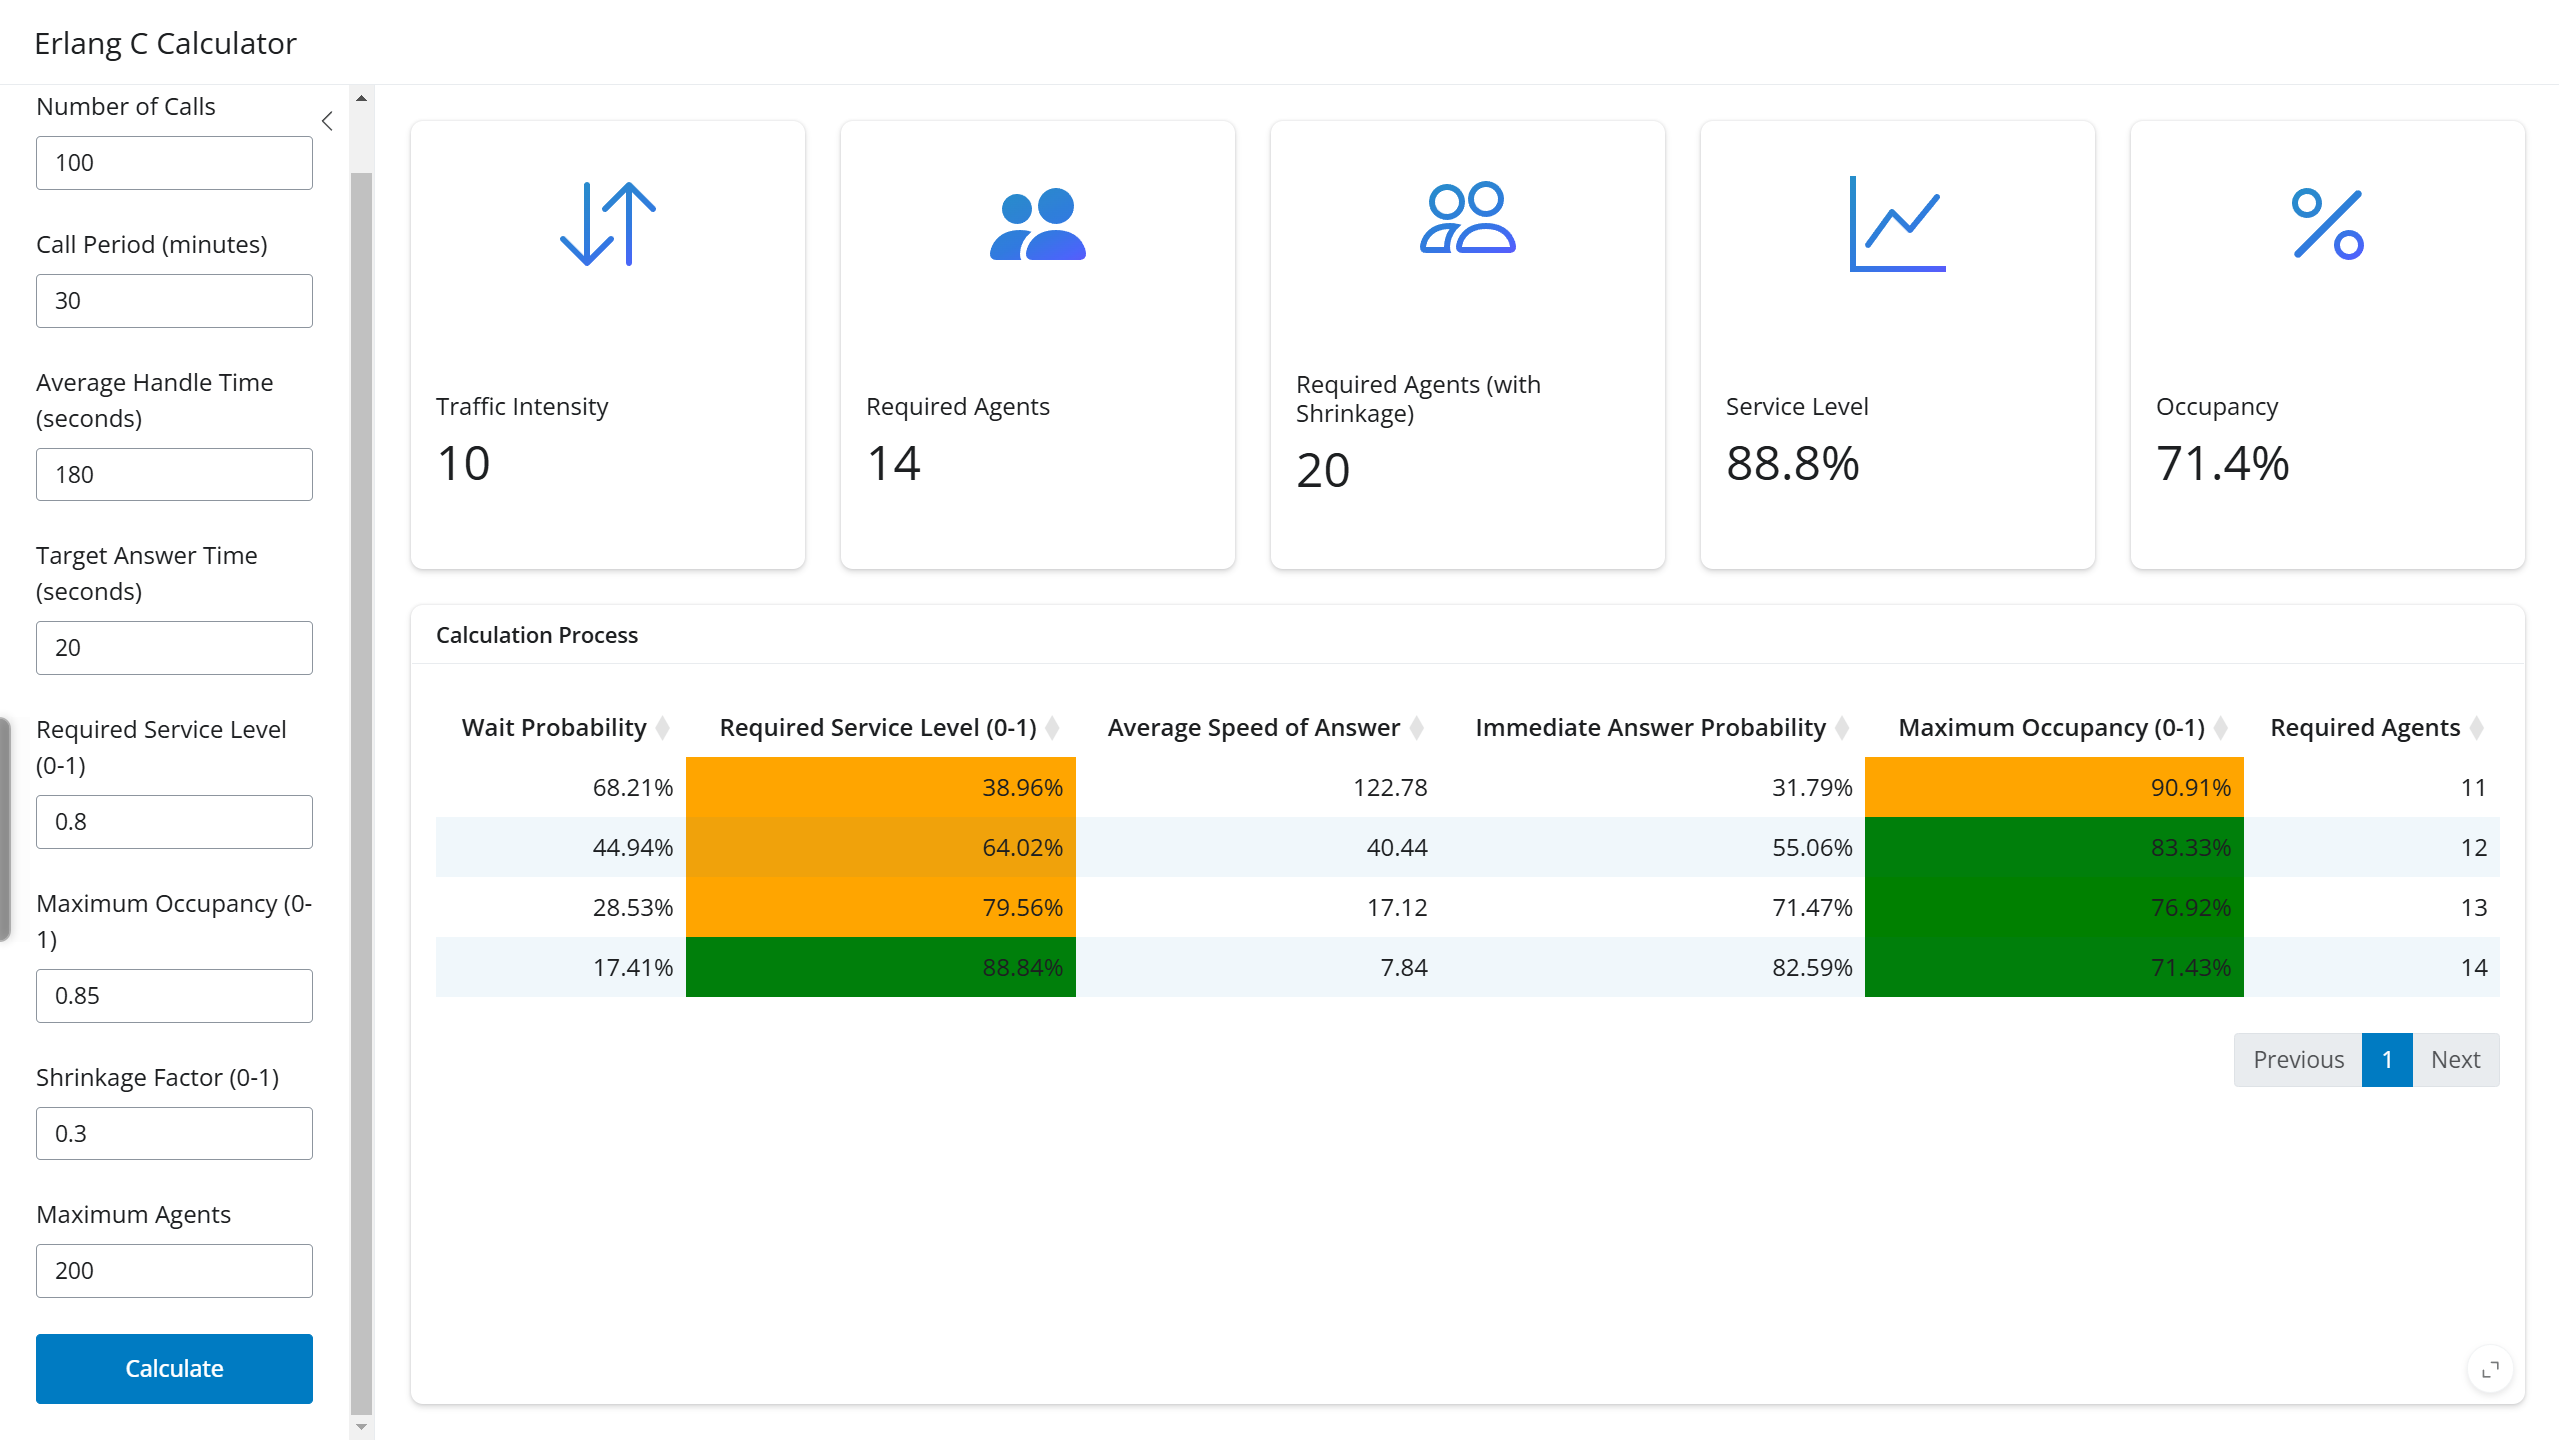 Erlang C Calculator
Number of Calls
100
Call Period (minutes)
30
Average Handle Time
(seconds)
180
Target Answer Time
(seconds)
20
Required Service Level
(0-1)
0.8
Maximum Occupancy (0-
1)
0.85
Shrinkage Factor (0-1)
0.3
Maximum Agents
200
Calculate
Traffic Intensity
10
Required Agents
14
Required Agents (with
Shrinkage)
20
Service Level
88.8%
Occupancy
71.4%
Calculation Process
Wait Probability Required Service Level (0-1) Average Speed of Answer Immediate Answer Probability Maximum Occupancy (0-1) Required Agents
68.21% 38.96% 122.78 31.79% 90.91% 11
44.94% 64.02% 40.44 55.06% 83.33% 12
28.53% 79.56% 17.12 71.47% 76.92% 13
17.41% 88.84% 7.84 82.59% 71.43% 14
Previous 1 Next